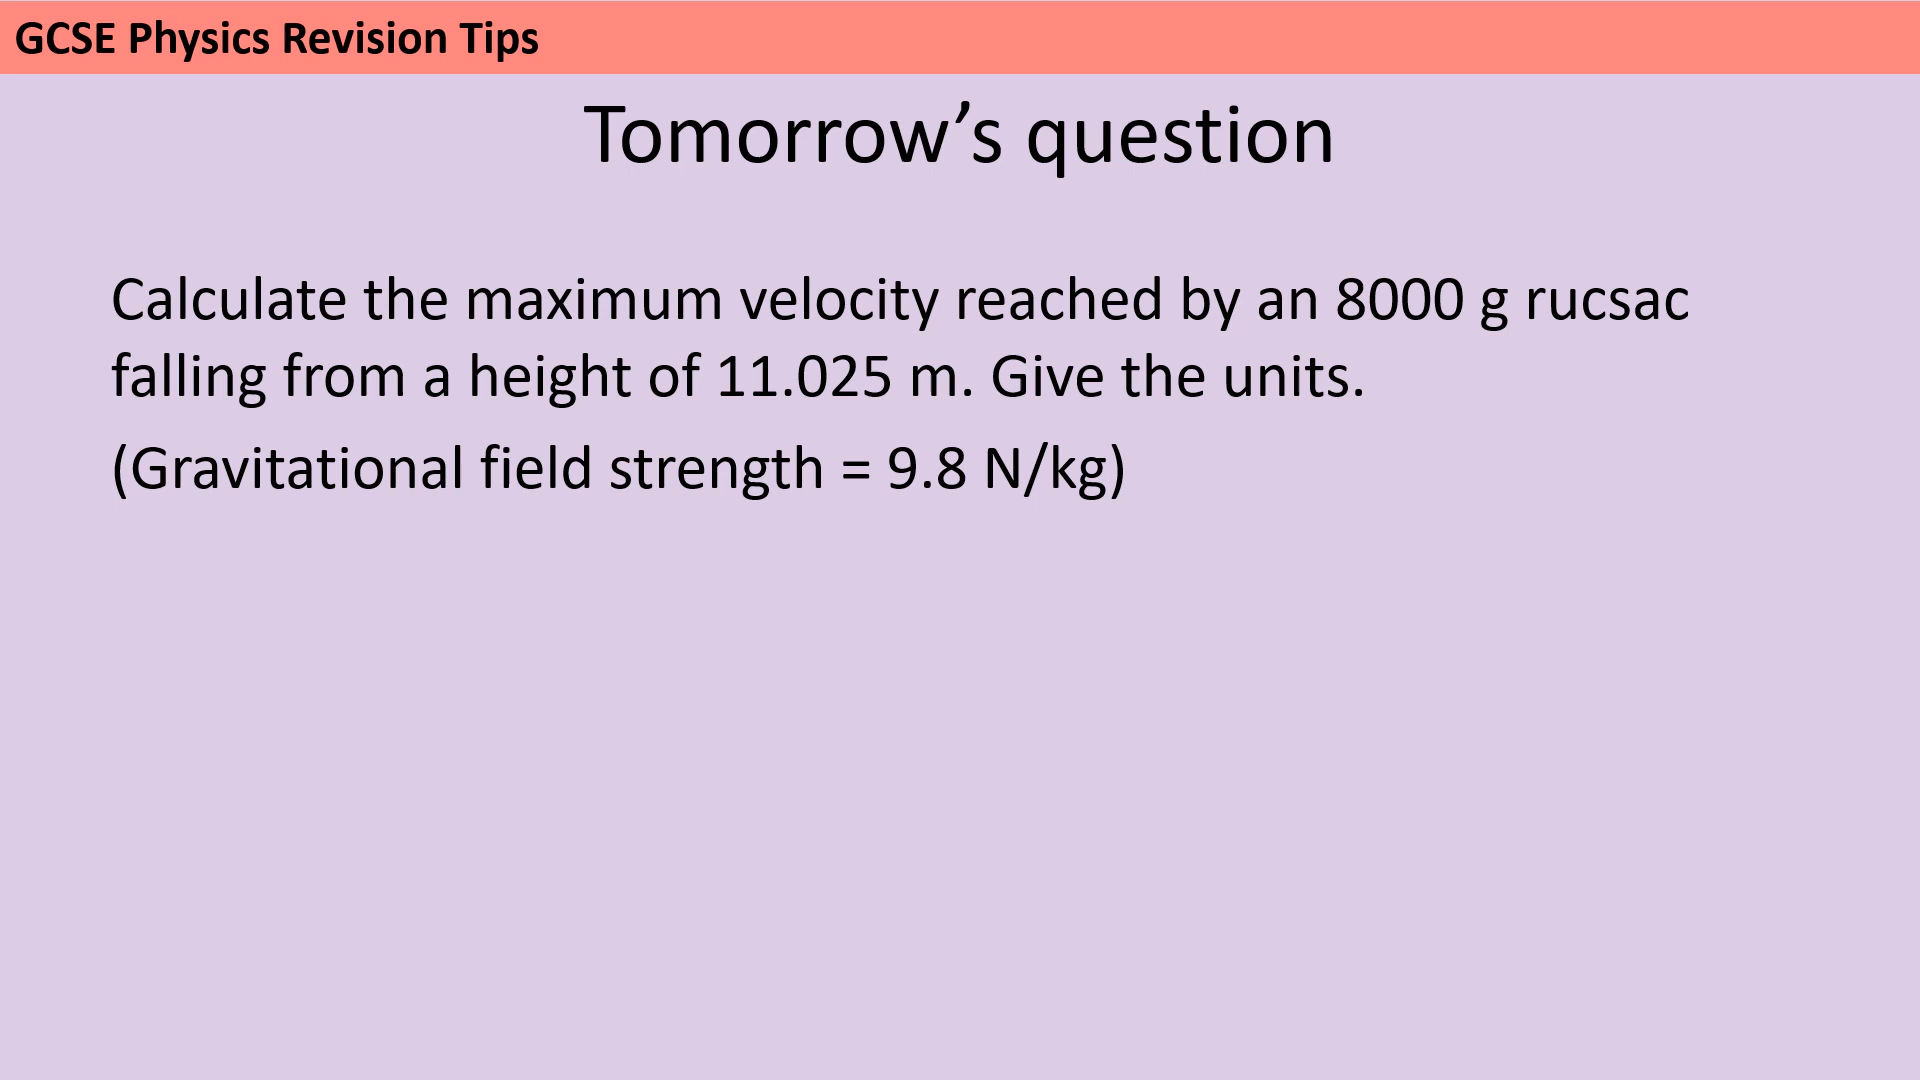 GCSE Physics Revision Tips
Tomorrow’s question
Calculate the maximum velocity reached by an 8000 g rucsac
falling from a height of 11.025 m. Give the units.
(Gravitational field strength = 9.8 N/kg)